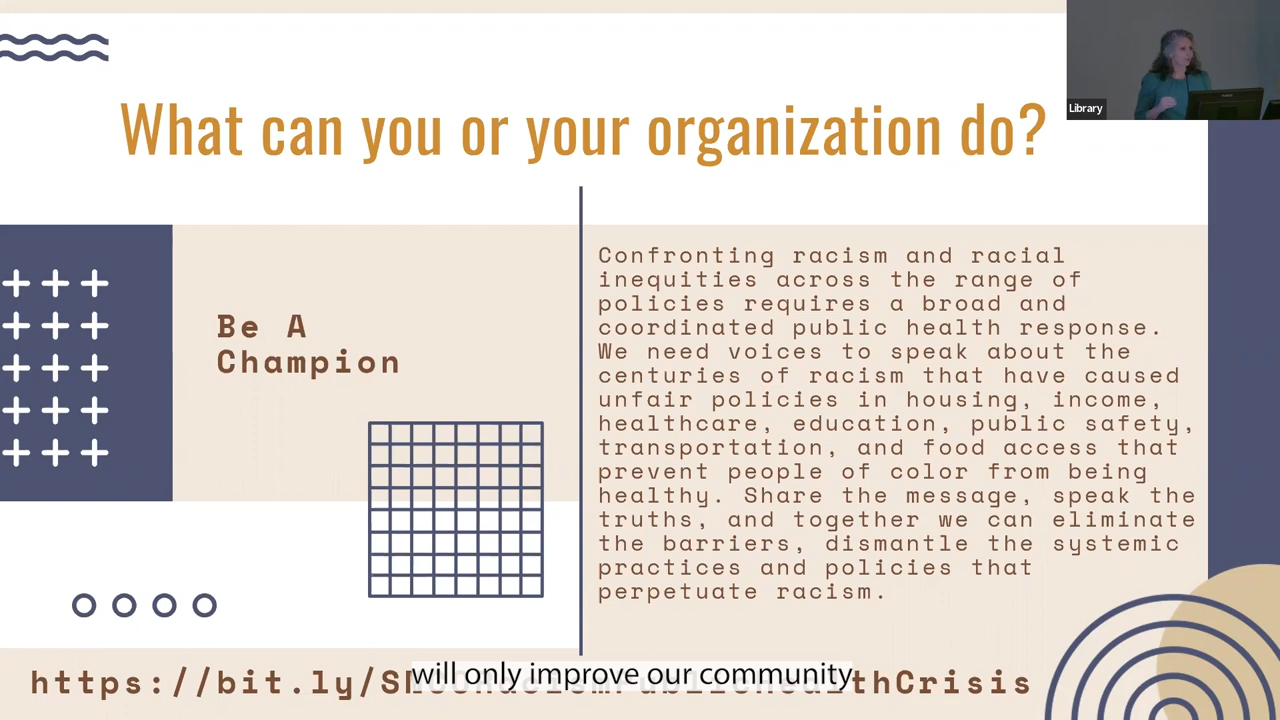 Library
What can you or your organization do?
Be A
Champion
Confronting racism and racial
inequities across the range of
policies requires a broad and
coordinated public health response.
We need voices to speak about the
centuries of racism that have caused
unfair policies in housing, income,
healthcare, education, public safety,
transportation, and food access that
prevent people of color from being
healthy. Share the message, speak the
truths, and together we can eliminate
the barriers, dismantle the systemic
practices and policies that
perpetuate racism.
will only improve our community